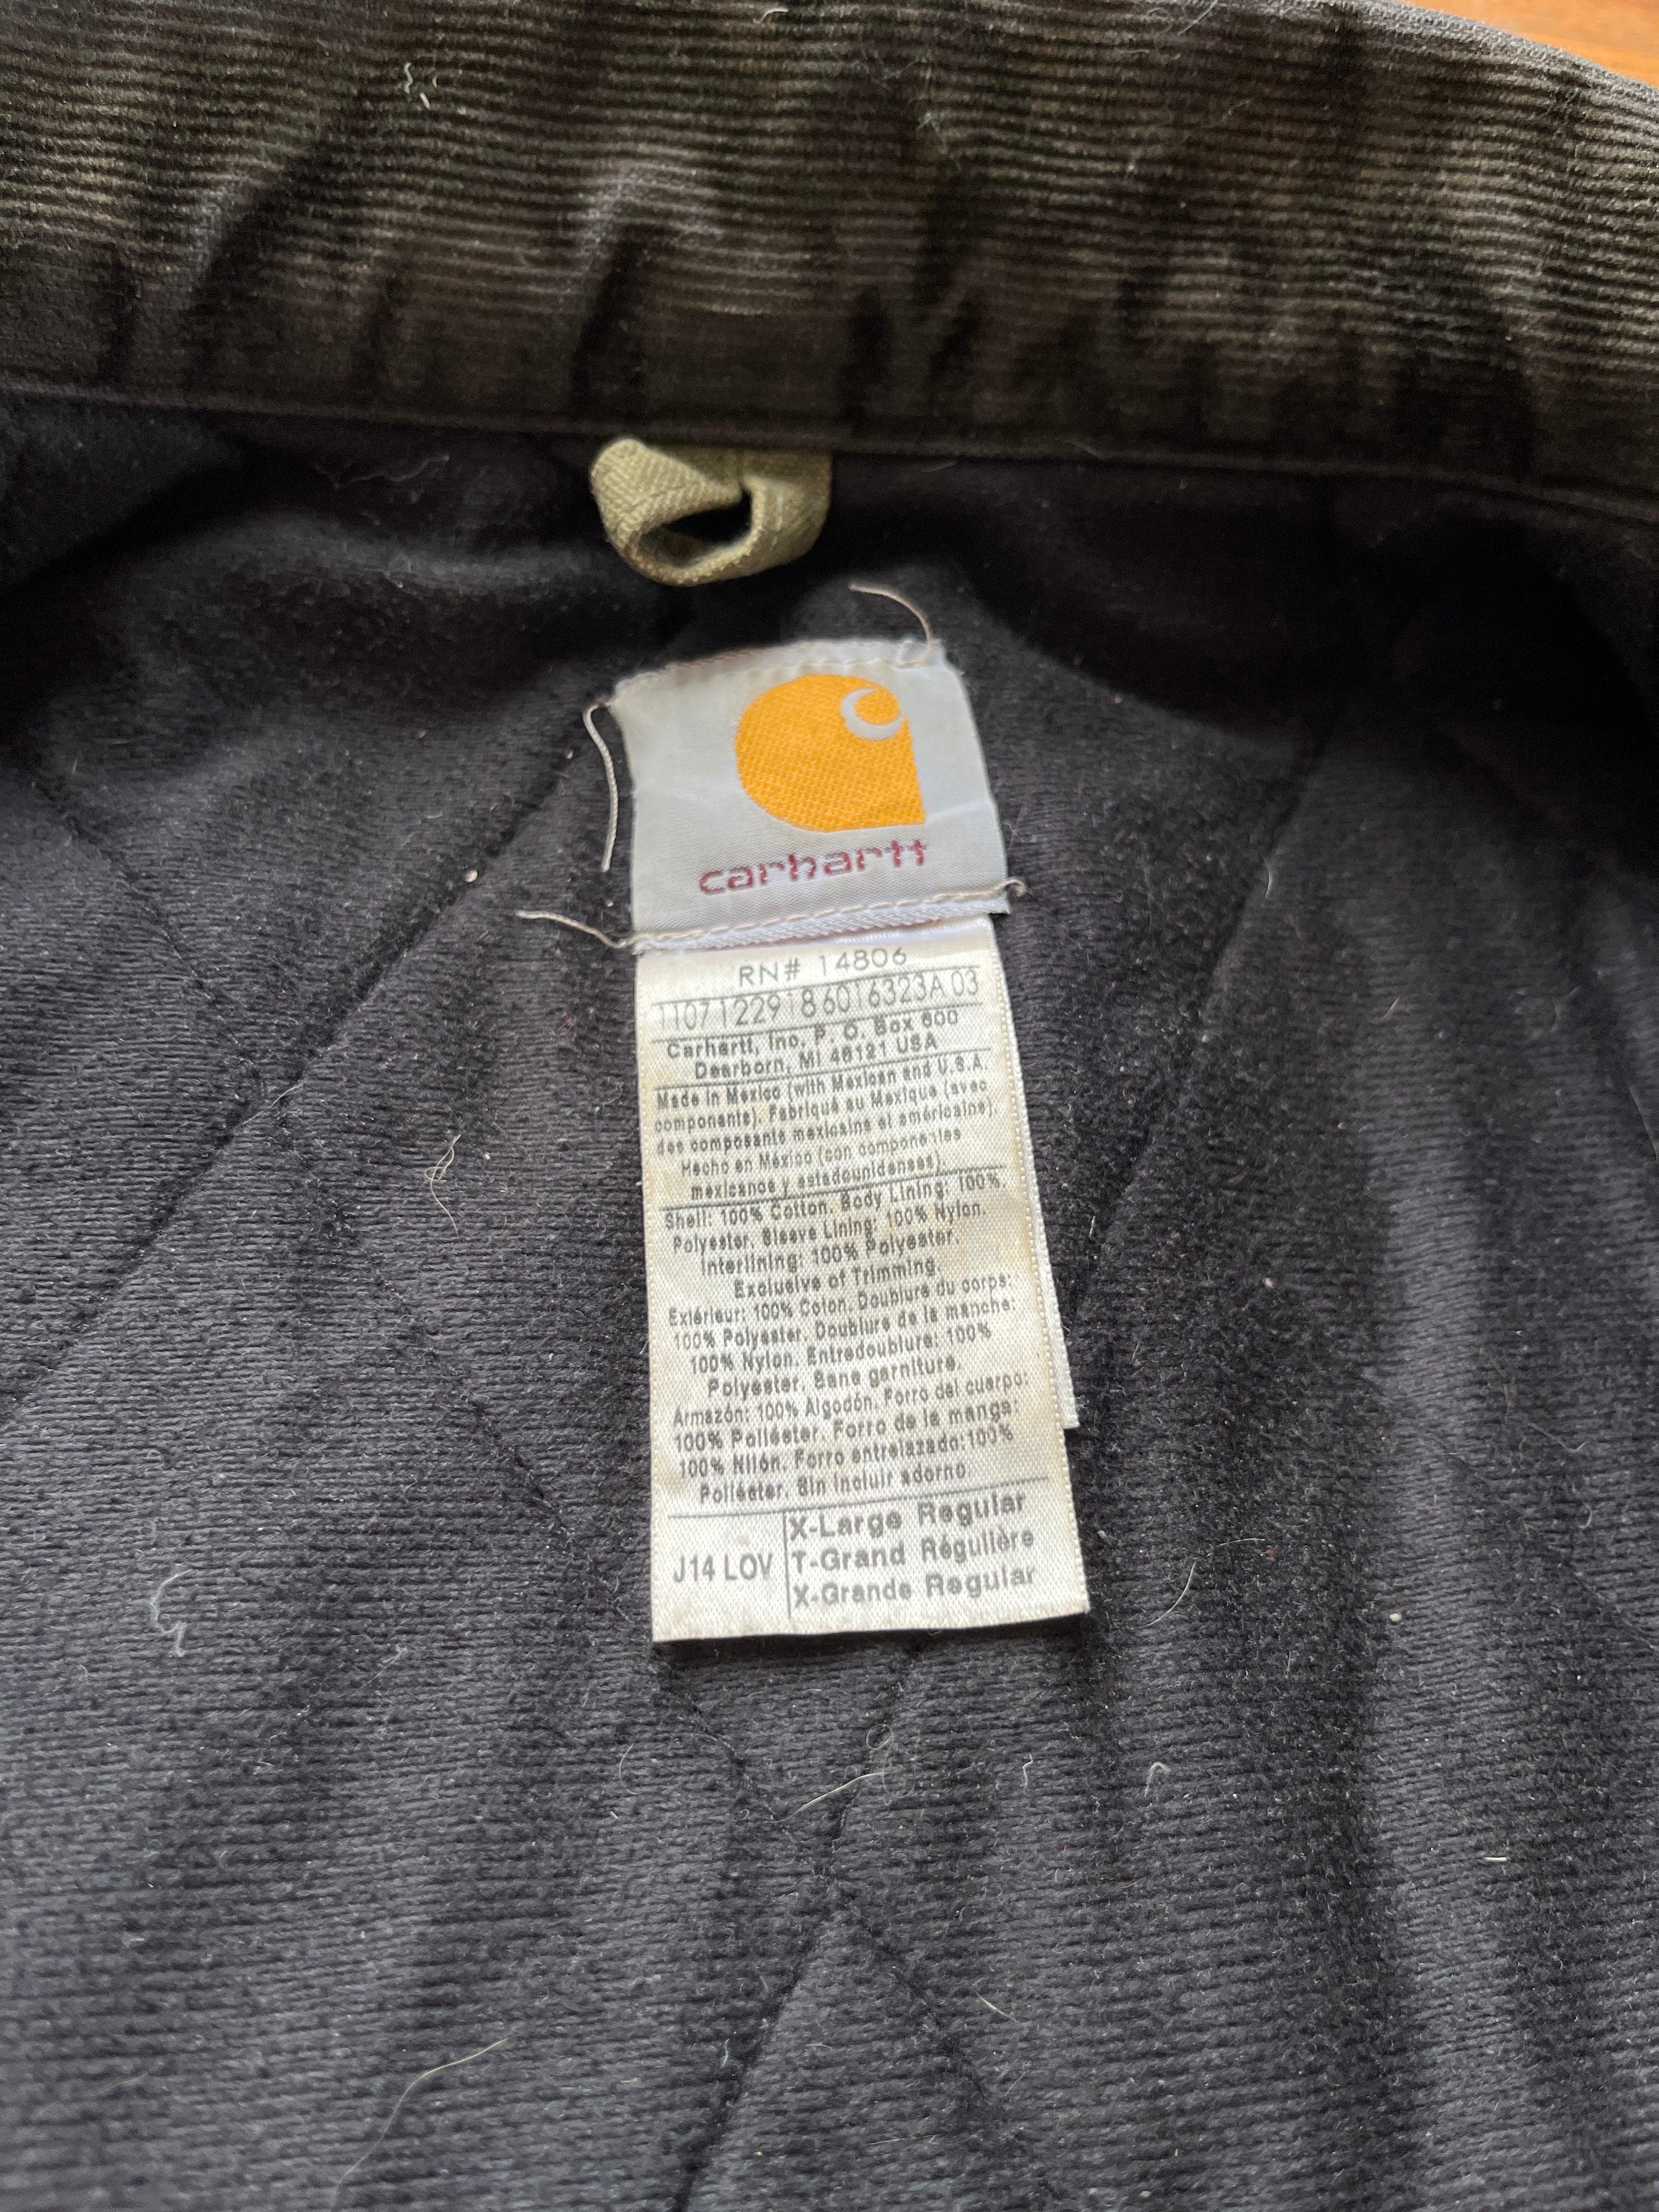 carhartt
RN# 14806
1107122918 6016323A 03
Carhartt, Inc. P. O. Box 600
Dearborn, MI 48121 USA
Made in Mexico (with Mexican and U.S.A
components). Fabriqué au Mexique (avec
des composants mexicains et américains).
Hecho en México (con componentes
mexicanos y estadounidenses).
Shell: 100% Cotton. Body Lining: 100%.
Polyester. Sleeve Lining: 100% Nylon.
Interlining: 100% Polyester.
Exclusive of Trimming.
Extérieur: 100% Coton. Doublure du corps:
100% Polyester. Doublure de la manche:
100% Nylon. Entredoublure: 100%
Polyester. Sans garniture.
Armazón: 100% Algodón. Forro del cuerpo:
100% Poliéster. Forro de la manga:
100% Nilón. Forro entrelazado:100%
Poliéster. Sin incluir adorno.
J14 LOV
X-Large Regular
T-Grand Régulière
X-Grande Regular